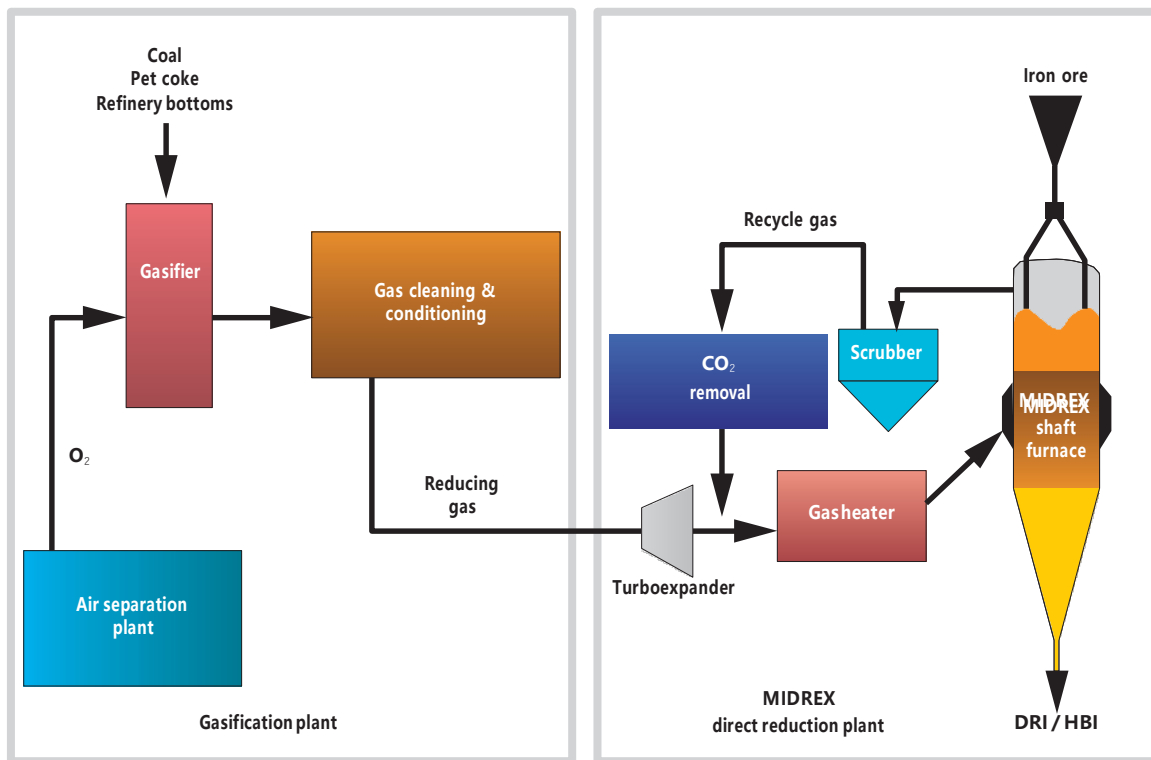 Coal
Pet coke
Refinery bottoms
Gasifier
Gas cleaning &
conditioning
O₂
Reducing
gas
Air separation
plant
Gasification plant
Iron ore
Recycle gas
Scrubber
CO₂
removal
MIDREX
MIDREX
shaft
furnace
Gasheater
Turboexpander
MIDREX
direct reduction plant
DRI / HBI